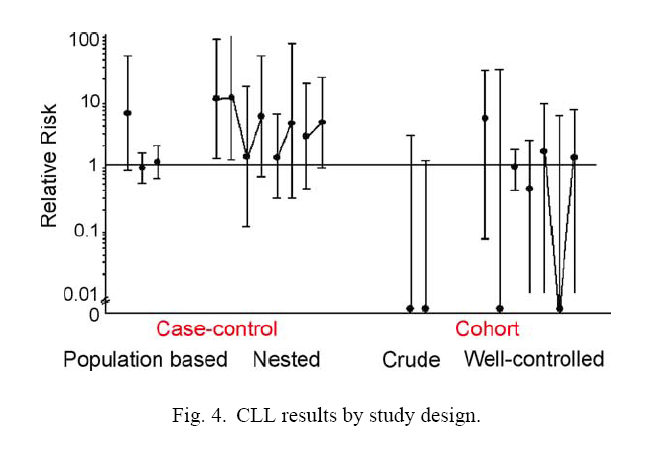 100
10
1
0.1
0.01
0
Relative Risk
Case-control Cohort
Population based Nested Crude Well-controlled
Fig. 4. CLL results by study design.